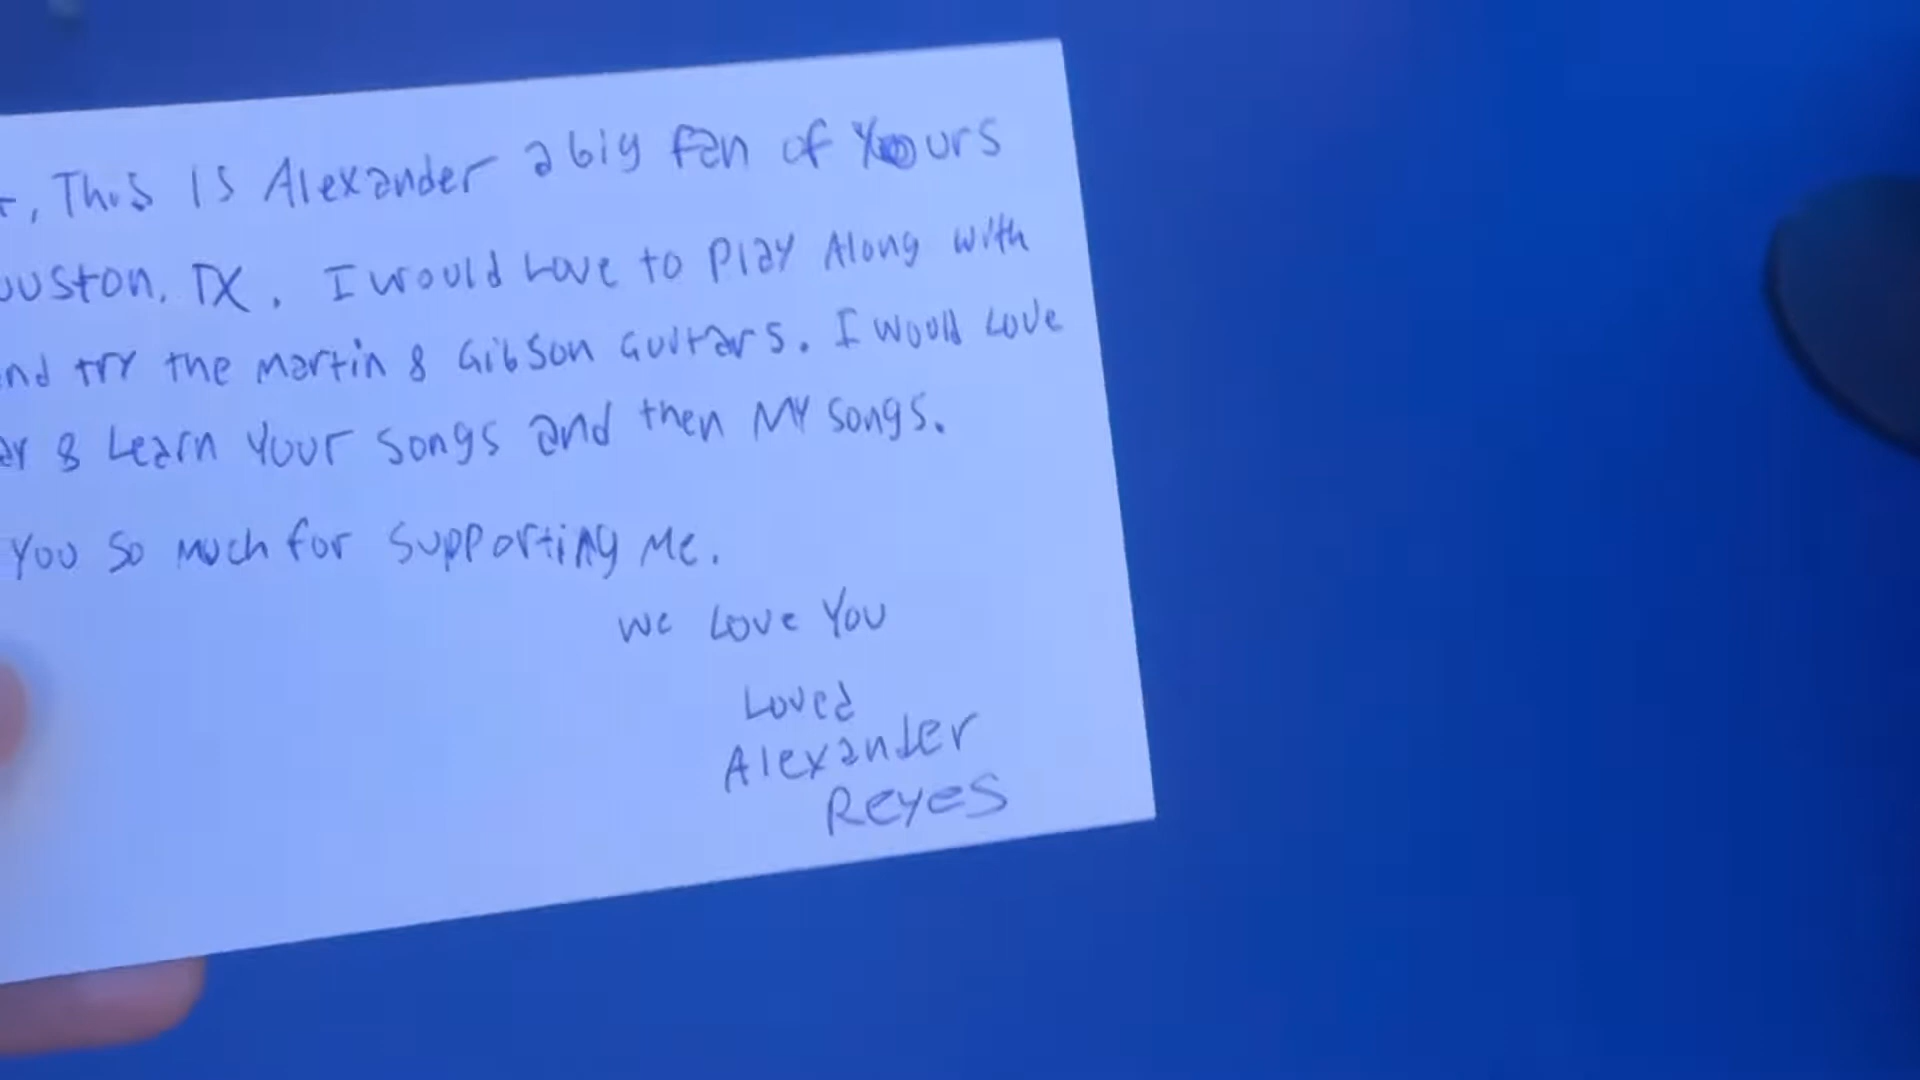 , This is Alexander a big fan of Yours
ouston, TX. I would Love to Play Along with
nd try the martin & Gibson Guitars. I would Love
ay & Learn Your songs and then My songs.
You so much for supporting Me.
we Love You
Loved
Alexander
Reyes